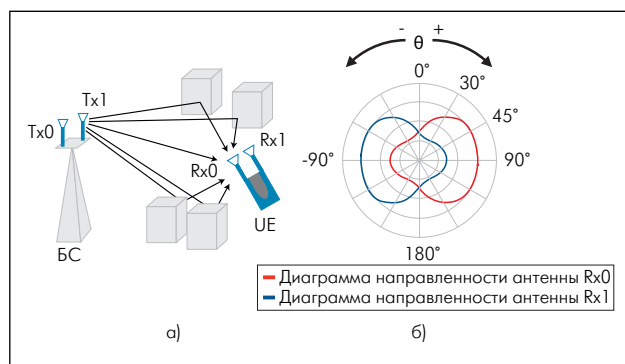 Tx0
Tx1
Rx0
Rx1
БС
UE
а)
- θ +
0°
30°
45°
-90°
90°
180°
Диаграмма направленности антенны Rx0
Диаграмма направленности антенны Rx1
б)